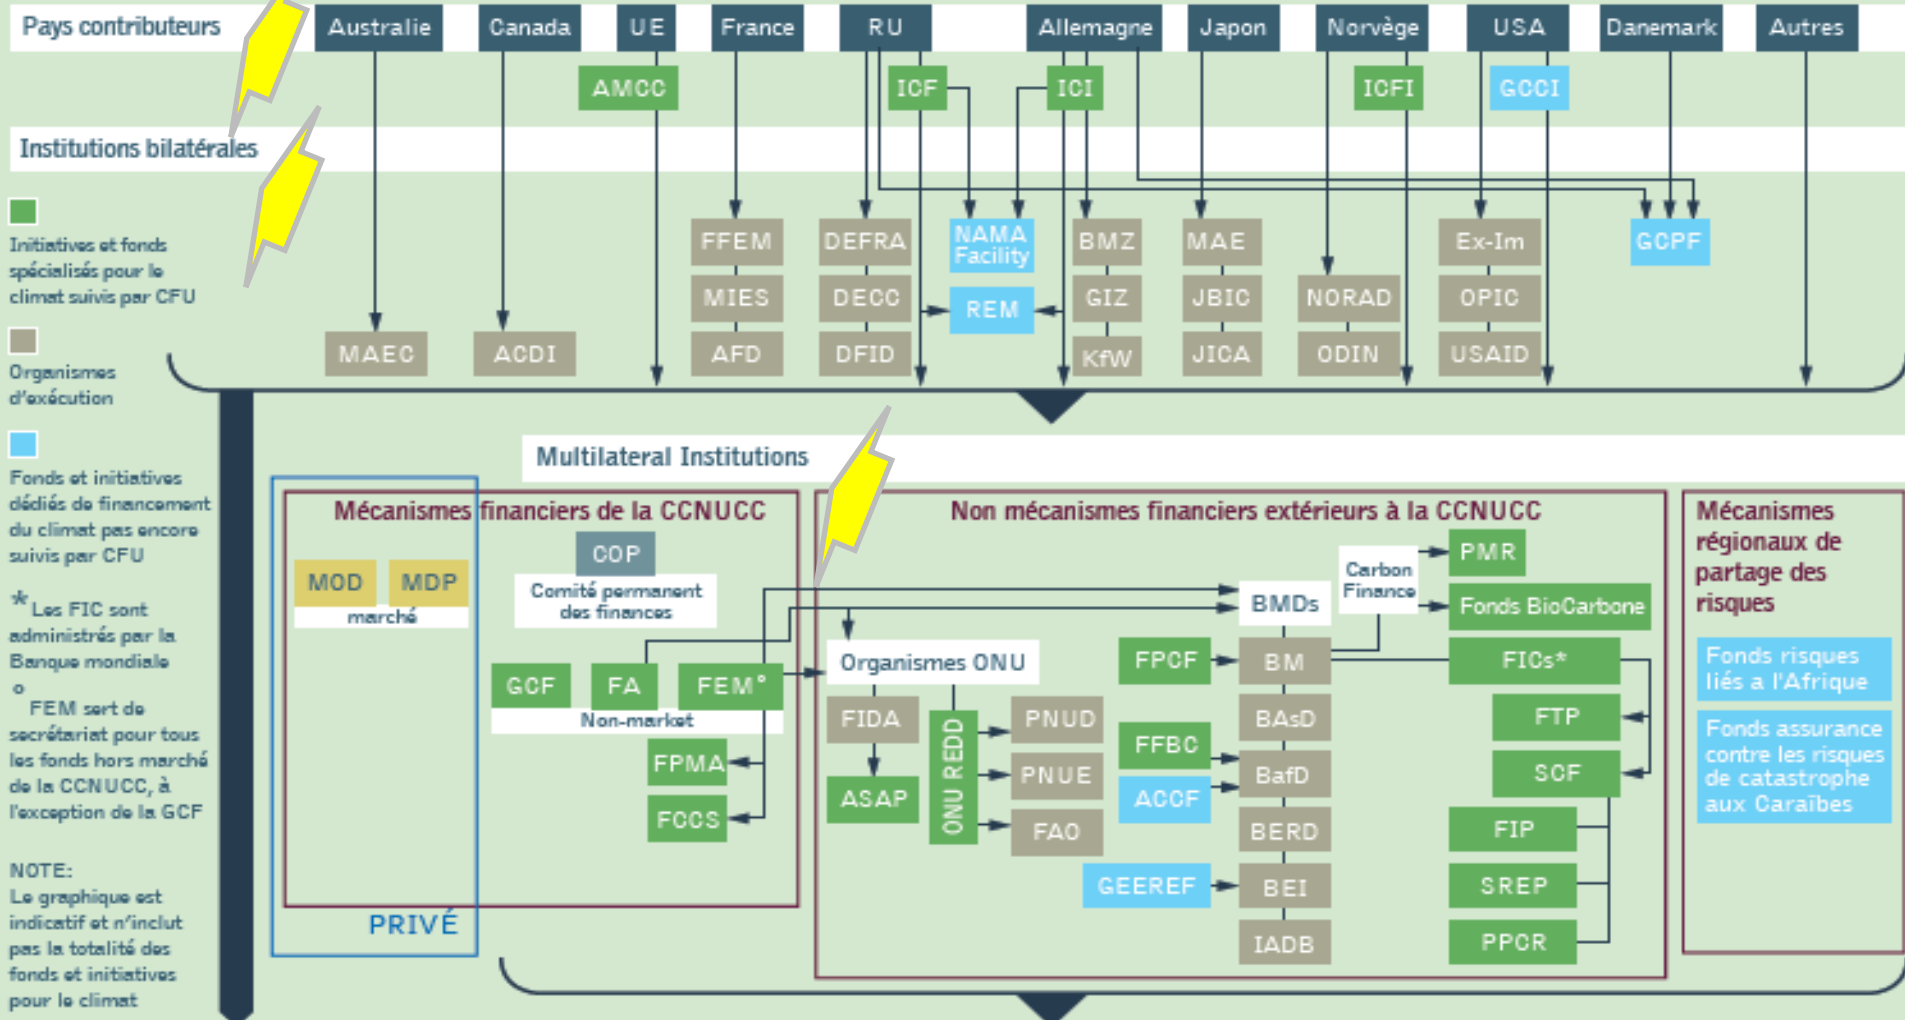 Pays contributeurs
Australie
Canada
UE
France
RU
Allemagne
Japon
Norvège
USA
Danemark
Autres
AMCC
ICF
ICI
ICFI
GCCI
Institutions bilatérales
Initiatives et fonds
spécialisés pour le
climat suivis par CFU
Organismes
d'exécution
Fonds et initiatives
dédiés de financement
du climat pas encore
suivis par CFU
* Les FIC sont
administrés par la
Banque mondiale
° FEM sert de
secrétariat pour tous
les fonds hors marché
de la CCNUCC, à
l'exception de la GCF
NOTE:
Le graphique est
indicatif et n'inclut
pas la totalité des
fonds et initiatives
pour le climat
MAEC
ACDI
FFEM
MIES
AFD
DEFRA
DECC
DFID
NAMA
Facility
REM
BMZ
GIZ
KfW
MAE
JBIC
JICA
NORAD
ODIN
Ex-Im
OPIC
USAID
GCPF
Multilateral Institutions
Mécanismes financiers de la CCNUCC
MOD
MDP
marché
COP
Comité permanent
des finances
GCF
FA
FEM°
Non-market
FPMA
FCCS
PRIVÉ
Non mécanismes financiers extérieurs à la CCNUCC
Organismes ONU
FIDA
ASAP
ONU REDD
PNUD
PNUE
FAO
FPCF
FFBC
ACCF
GEEREF
BMDs
BM
BAsD
BafD
BERD
BEI
IADB
Carbon
Finance
PMR
Fonds BioCarbone
FICs*
FTP
SCF
FIP
SREP
PPCR
Mécanismes
régionaux de
partage des
risques
Fonds risques
liés a l'Afrique
Fonds assurance
contre les risques
de catastrophe
aux Caraïbes